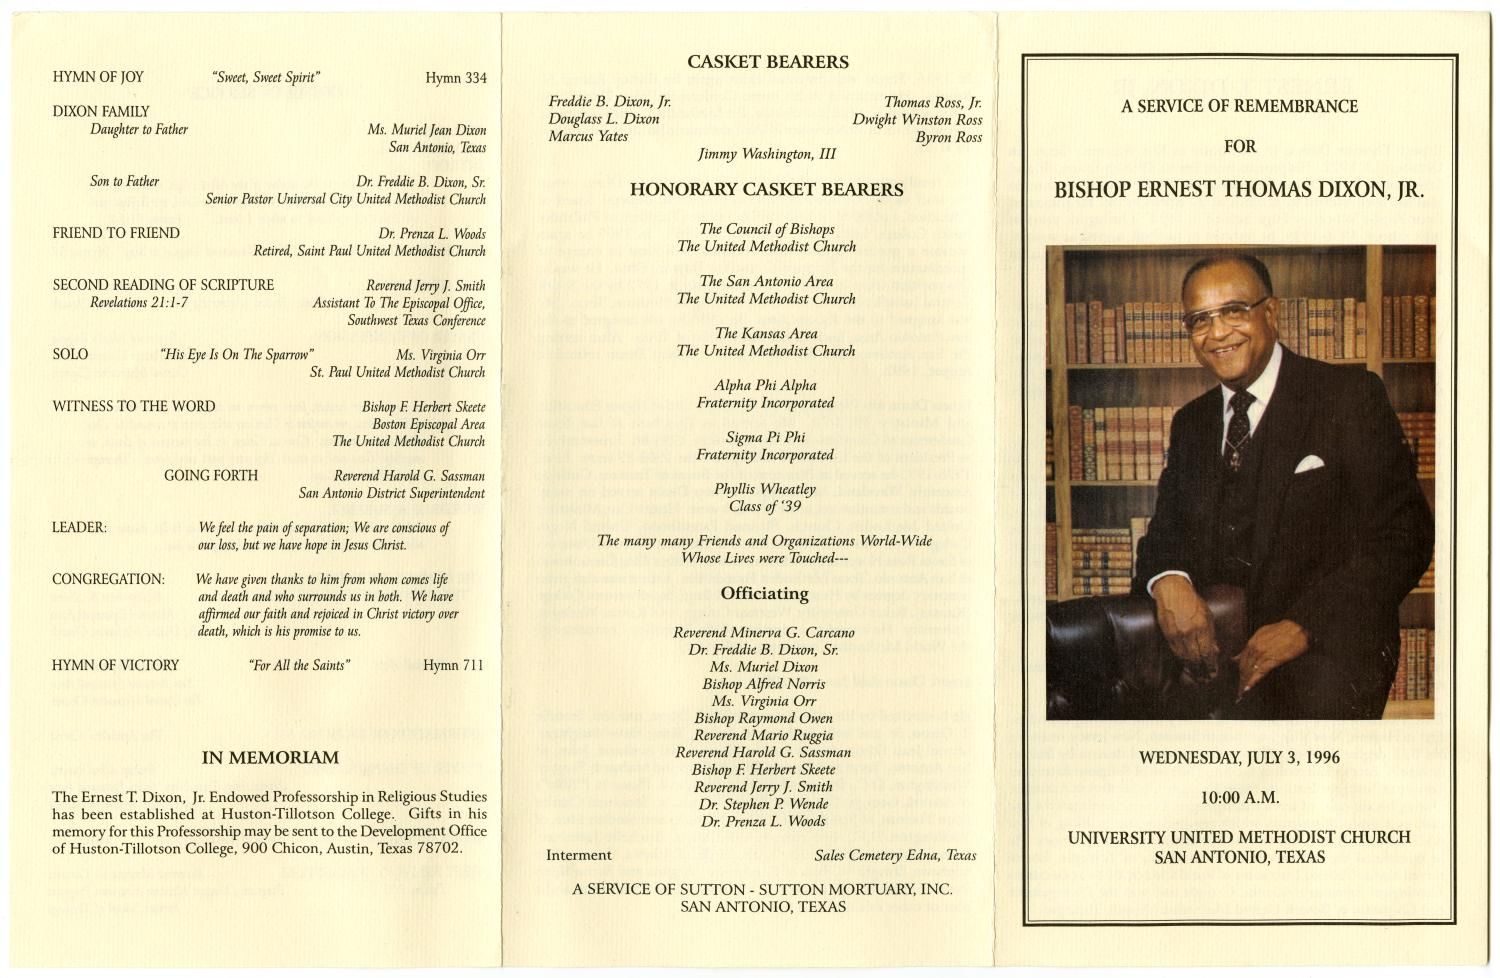 HYMN OF JOY "Sweet, Sweet Spirit" Hymn 334
DIXON FAMILY
Daughter to Father Ms. Muriel Jean Dixon
San Antonio, Texas
Son to Father Dr. Freddie B. Dixon, Sr.
Senior Pastor Universal City United Methodist Church
FRIEND TO FRIEND Dr. Prenza L. Woods
Retired, Saint Paul United Methodist Church
SECOND READING OF SCRIPTURE Reverend Jerry J. Smith
Revelations 21:1-7 Assistant To The Episcopal Office,
Southwest Texas Conference
SOLO "His Eye Is On The Sparrow" Ms. Virginia Orr
St. Paul United Methodist Church
WITNESS TO THE WORD Bishop F. Herbert Skeete
Boston Episcopal Area
The United Methodist Church
GOING FORTH Reverend Harold G. Sassman
San Antonio District Superintendent
LEADER: We feel the pain of separation; We are conscious of
our loss, but we have hope in Jesus Christ.
CONGREGATION: We have given thanks to him from whom comes life
and death and who surrounds us in both. We have
affirmed our faith and rejoiced in Christ victory over
death, which is his promise to us.
HYMN OF VICTORY "For All the Saints" Hymn 711
IN MEMORIAM
The Ernest T. Dixon, Jr. Endowed Professorship in Religious Studies
has been established at Huston-Tillotson College. Gifts in his
memory for this Professorship may be sent to the Development Office
of Huston-Tillotson College, 900 Chicon, Austin, Texas 78702.
CASKET BEARERS
Freddie B. Dixon, Jr. Thomas Ross, Jr.
Douglass L. Dixon Dwight Winston Ross
Marcus Yates Byron Ross
Jimmy Washington, III
HONORARY CASKET BEARERS
The Council of Bishops
The United Methodist Church
The San Antonio Area
The United Methodist Church
The Kansas Area
The United Methodist Church
Alpha Phi Alpha
Fraternity Incorporated
Sigma Pi Phi
Fraternity Incorporated
Phyllis Wheatley
Class of '39
The many many Friends and Organizations World-Wide
Whose Lives were Touched---
Officiating
Reverend Minerva G. Carcano
Dr. Freddie B. Dixon, Sr.
Ms. Muriel Dixon
Bishop Alfred Norris
Ms. Virginia Orr
Bishop Raymond Owen
Reverend Mario Ruggia
Reverend Harold G. Sassman
Bishop F. Herbert Skeete
Reverend Jerry J. Smith
Dr. Stephen P. Wende
Dr. Prenza L. Woods
Interment Sales Cemetery Edna, Texas
A SERVICE OF SUTTON - SUTTON MORTUARY, INC.
SAN ANTONIO, TEXAS
A SERVICE OF REMEMBRANCE
FOR
BISHOP ERNEST THOMAS DIXON, JR.
WEDNESDAY, JULY 3, 1996
10:00 A.M.
UNIVERSITY UNITED METHODIST CHURCH
SAN ANTONIO, TEXAS